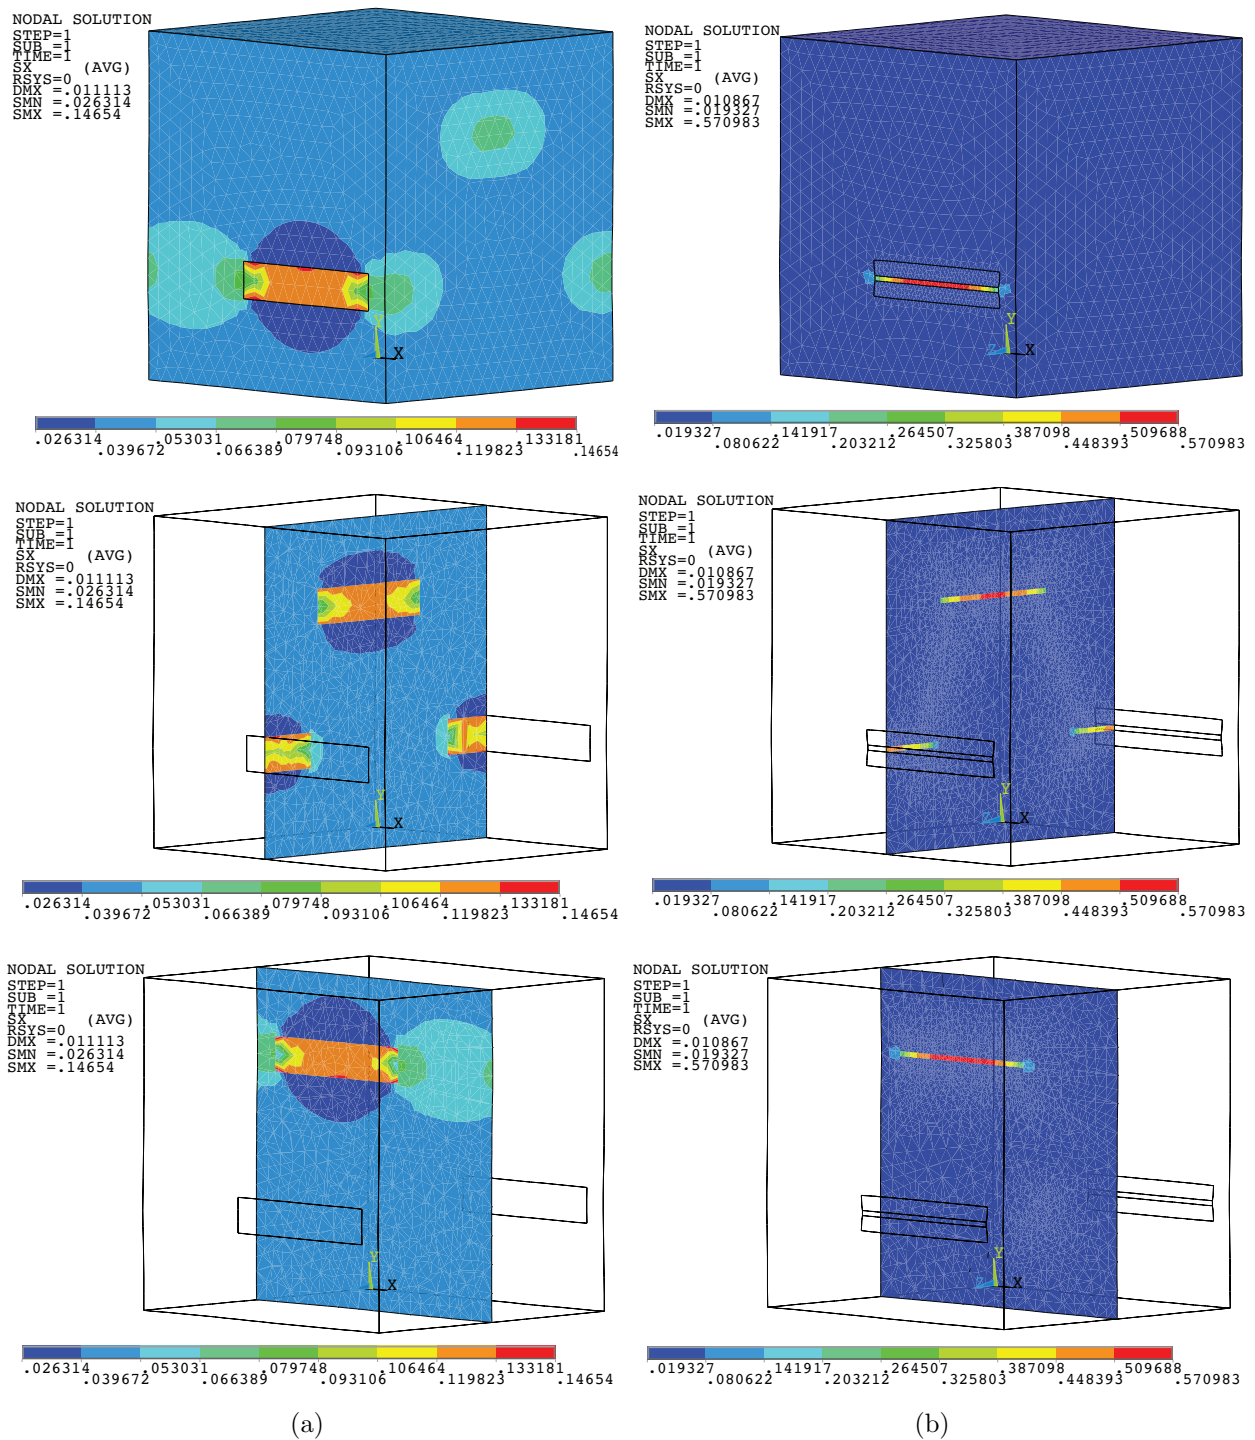 NODAL SOLUTION
STEP=1
SUB =1
TIME=1
SX (AVG)
RSYS=0
DMX =.011113
SMN =.026314
SMX =.14654
Y
X
.026314 .053031 .079748 .106464 .133181
.039672 .066389 .093106 .119823 .14654
NODAL SOLUTION
STEP=1
SUB =1
TIME=1
SX (AVG)
RSYS=0
DMX =.010867
SMN =.019327
SMX =.570983
Y
Z X
.019327 .141917 .264507 .387098 .509688
.080622 .203212 .325803 .448393 .570983
NODAL SOLUTION
STEP=1
SUB =1
TIME=1
SX (AVG)
RSYS=0
DMX =.011113
SMN =.026314
SMX =.14654
Y
X
.026314 .053031 .079748 .106464 .133181
.039672 .066389 .093106 .119823 .14654
NODAL SOLUTION
STEP=1
SUB =1
TIME=1
SX (AVG)
RSYS=0
DMX =.010867
SMN =.019327
SMX =.570983
Y
Z X
.019327 .141917 .264507 .387098 .509688
.080622 .203212 .325803 .448393 .570983
NODAL SOLUTION
STEP=1
SUB =1
TIME=1
SX (AVG)
RSYS=0
DMX =.011113
SMN =.026314
SMX =.14654
Y
X
.026314 .053031 .079748 .106464 .133181
.039672 .066389 .093106 .119823 .14654
NODAL SOLUTION
STEP=1
SUB =1
TIME=1
SX (AVG)
RSYS=0
DMX =.010867
SMN =.019327
SMX =.570983
Y
Z X
.019327 .141917 .264507 .387098 .509688
.080622 .203212 .325803 .448393 .570983
(a)
(b)